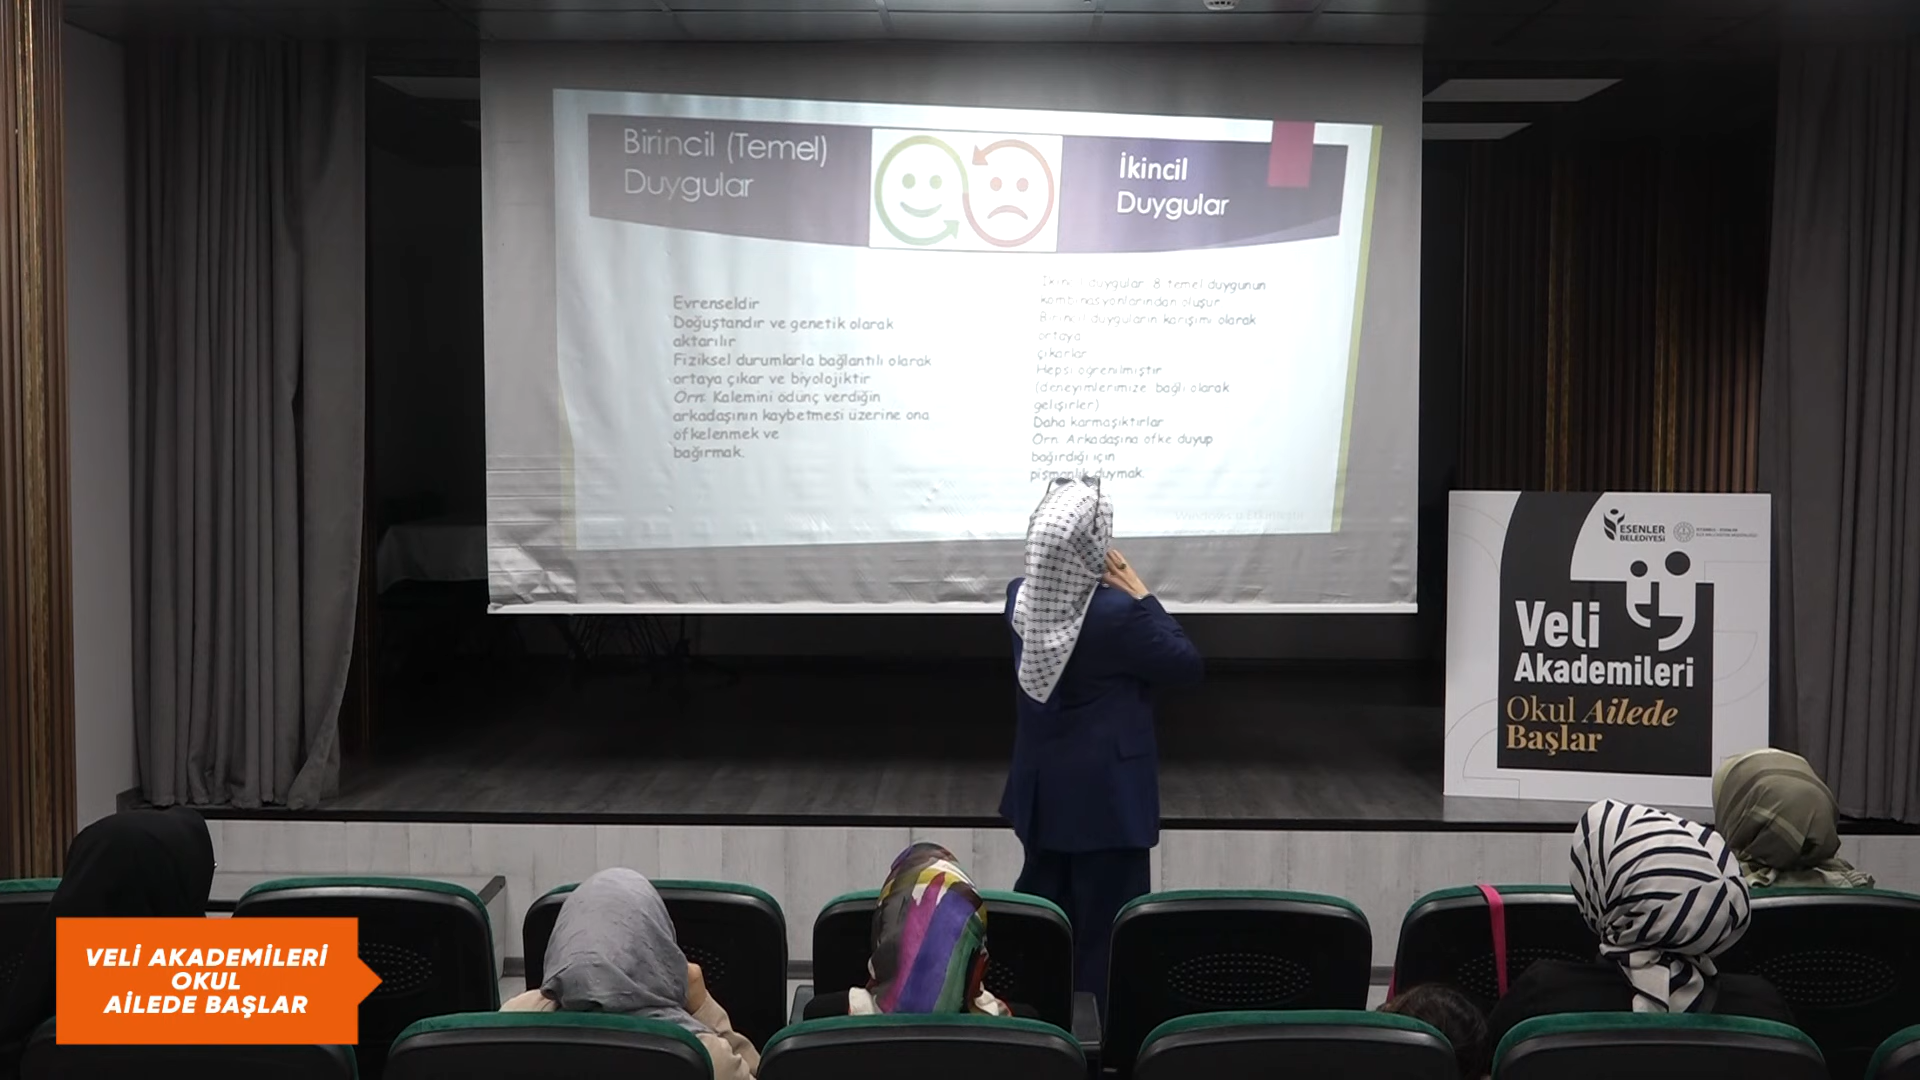 Birincil (Temel)
Duygular
İkincil
Duygular
Evrenseldir
Doğuştandır ve genetik olarak
aktarılır
Fiziksel durumlarla bağlantılı olarak
ortaya çıkar ve biyolojiktir
Örn: Kalemini ödünç verdiğin
arkadaşının kaybetmesi üzerine ona
öfkelenmek ve
bağırmak.
İkincil duygular 8 temel duygunun
kombinasyonlarından oluşur
Birincil duyguların karışımı olarak
ortaya
çıkarlar
Hepsi öğrenilmiştir
(deneyimlerimize bağlı olarak
gelişirler)
Daha karmaşıktırlar
Örn. Arkadaşına öfke duyup
bağırdığı için
pişmanlık duymak.
ESENLER
BELEDİYESİ
Veli
Akademileri
Okul Ailede
Başlar
VELİ AKADEMİLERİ
OKUL
AİLEDE BAŞLAR